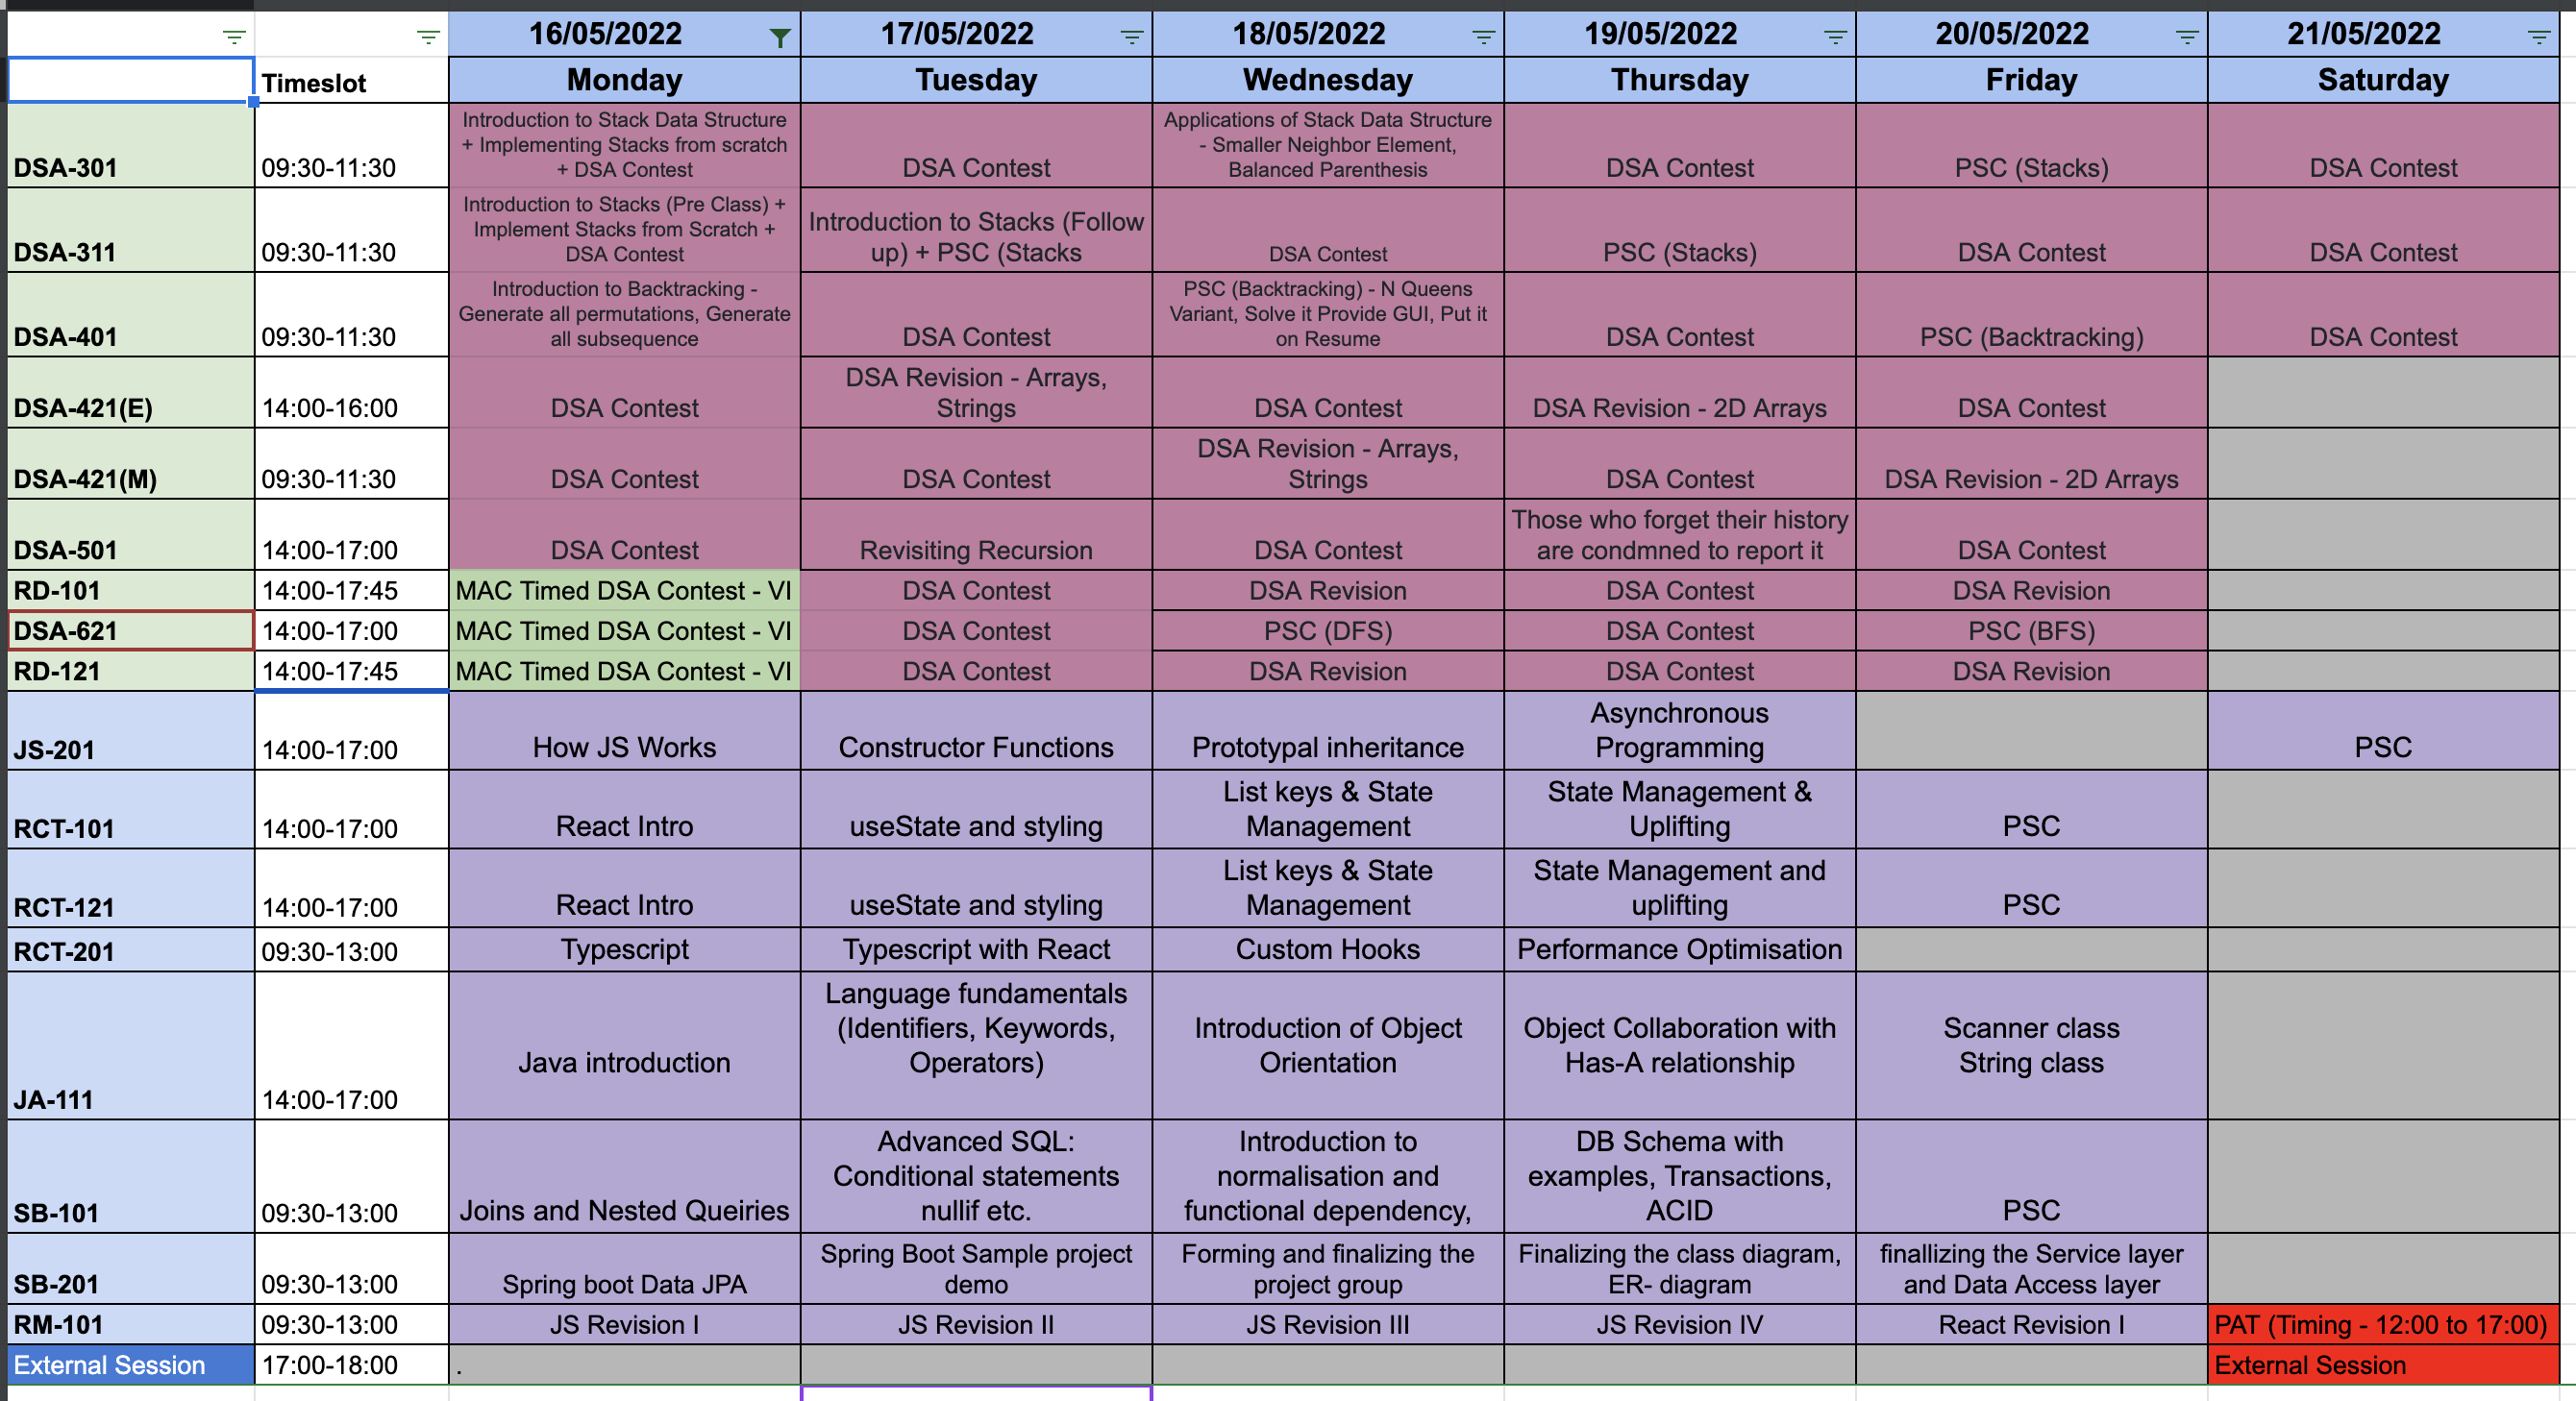 16/05/2022 17/05/2022 18/05/2022 19/05/2022 20/05/2022 21/05/2022
Timeslot Monday Tuesday Wednesday Thursday Friday Saturday
DSA-301
09:30-11:30
Introduction to Stack Data Structure
+ Implementing Stacks from scratch
+ DSA Contest
DSA Contest
Applications of Stack Data Structure
- Smaller Neighbor Element,
Balanced Parenthesis
DSA Contest
PSC (Stacks)
DSA Contest
DSA-311
09:30-11:30
Introduction to Stacks (Pre Class) +
Implement Stacks from Scratch +
DSA Contest
Introduction to Stacks (Follow
up) + PSC (Stacks
DSA Contest
PSC (Stacks)
DSA Contest
DSA Contest
DSA-401
09:30-11:30
Introduction to Backtracking -
Generate all permutations, Generate
all subsequence
DSA Contest
PSC (Backtracking) - N Queens
Variant, Solve it Provide GUI, Put it
on Resume
DSA Contest
PSC (Backtracking)
DSA Contest
DSA-421(E)
14:00-16:00
DSA Contest
DSA Revision - Arrays,
Strings
DSA Contest
DSA Revision - 2D Arrays
DSA Contest
DSA-421(M)
09:30-11:30
DSA Contest
DSA Contest
DSA Revision - Arrays,
Strings
DSA Contest
DSA Revision - 2D Arrays
DSA-501
14:00-17:00
DSA Contest
Revisiting Recursion
DSA Contest
Those who forget their history
are condmned to report it
DSA Contest
RD-101 14:00-17:45 MAC Timed DSA Contest - VI DSA Contest DSA Revision DSA Contest DSA Revision
DSA-621 14:00-17:00 MAC Timed DSA Contest - VI DSA Contest PSC (DFS) DSA Contest PSC (BFS)
RD-121 14:00-17:45 MAC Timed DSA Contest - VI DSA Contest DSA Revision DSA Contest DSA Revision
JS-201
14:00-17:00
How JS Works
Constructor Functions
Prototypal inheritance
Asynchronous
Programming
PSC
RCT-101
14:00-17:00
React Intro
useState and styling
List keys & State
Management
State Management &
Uplifting
PSC
RCT-121
14:00-17:00
React Intro
useState and styling
List keys & State
Management
State Management and
uplifting
PSC
RCT-201 09:30-13:00 Typescript Typescript with React Custom Hooks Performance Optimisation
JA-111
14:00-17:00
Java introduction
Language fundamentals
(Identifiers, Keywords,
Operators)
Introduction of Object
Orientation
Object Collaboration with
Has-A relationship
Scanner class
String class
SB-101
09:30-13:00
Joins and Nested Queiries
Advanced SQL:
Conditional statements
nullif etc.
Introduction to
normalisation and
functional dependency,
DB Schema with
examples, Transactions,
ACID
PSC
SB-201
09:30-13:00
Spring boot Data JPA
Spring Boot Sample project
demo
Forming and finalizing the
project group
Finalizing the class diagram,
ER- diagram
finallizing the Service layer
and Data Access layer
RM-101 09:30-13:00 JS Revision I JS Revision II JS Revision III JS Revision IV React Revision I PAT (Timing - 12:00 to 17:00)
External Session 17:00-18:00 . External Session